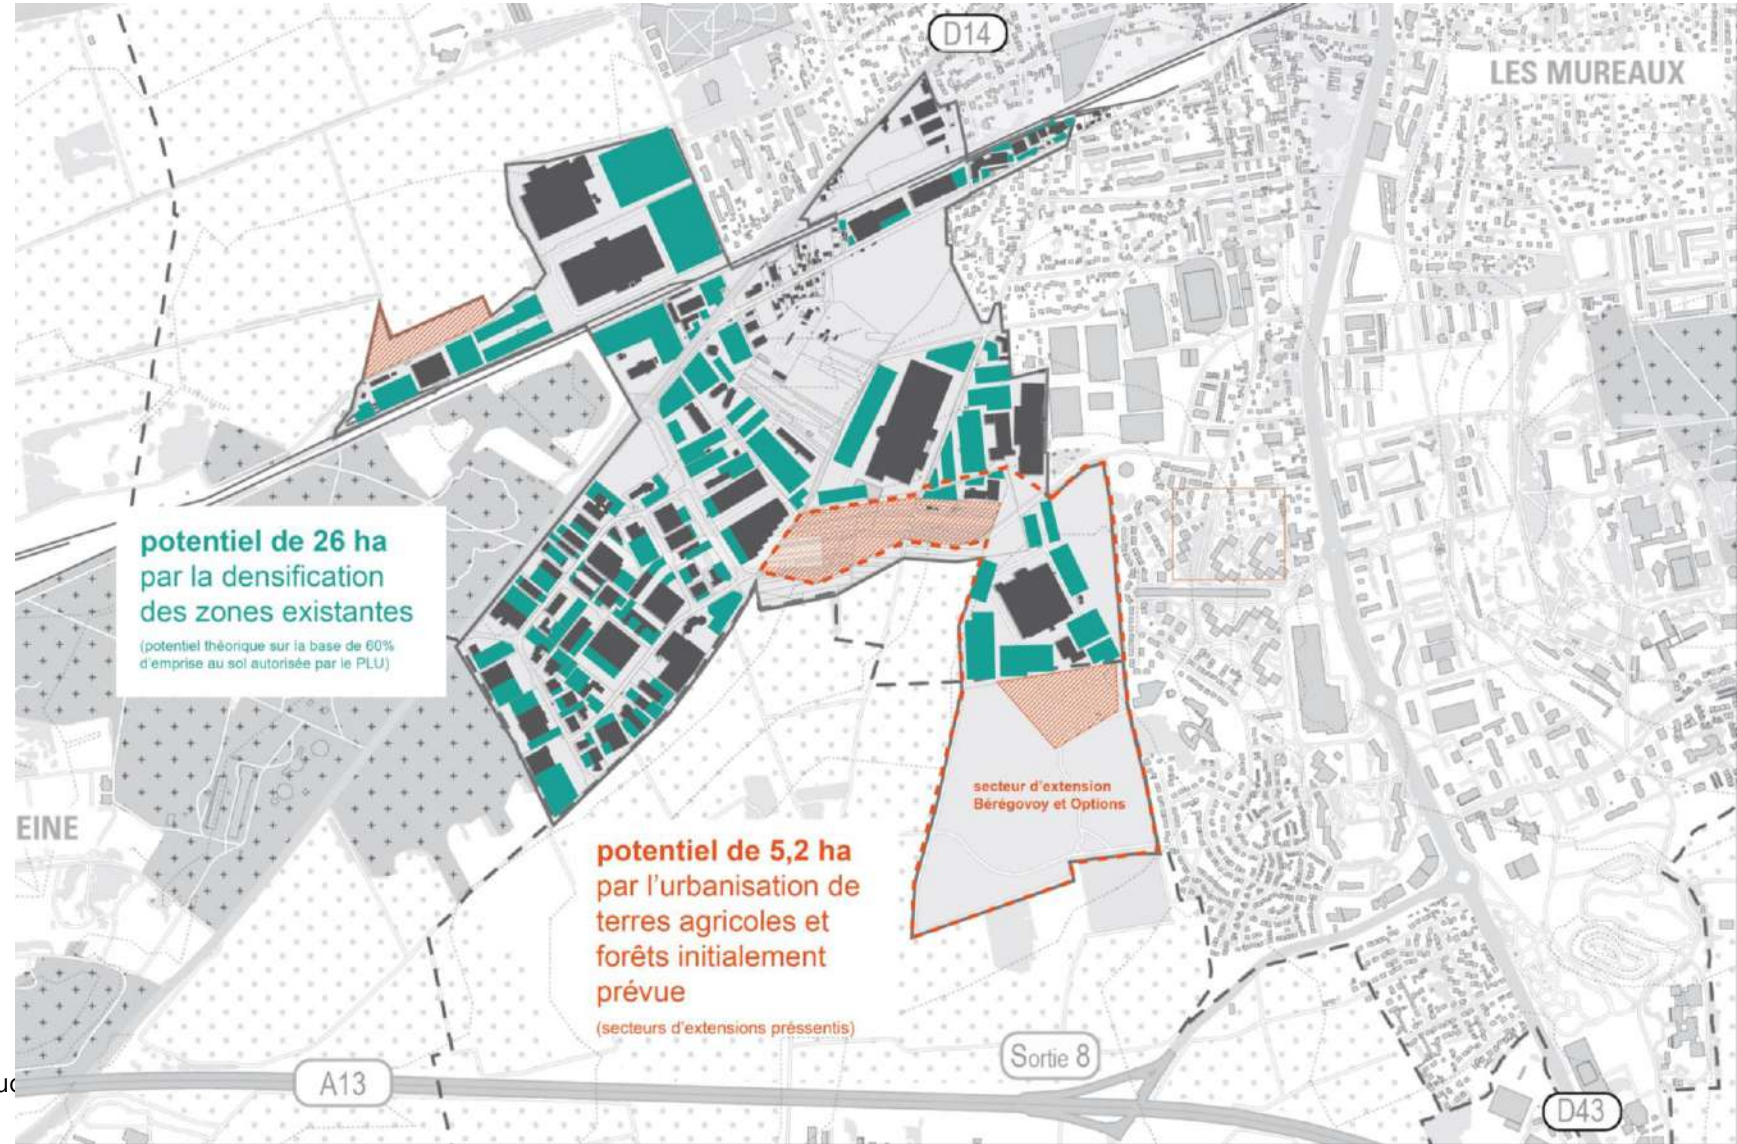 D14
LES MUREAUX
potentiel de 26 ha
par la densification
des zones existantes
(potentiel théorique sur la base de 60%
d'emprise au sol autorisée par le PLU)
secteur d'extension
Bérégovoy et Options
EINE
potentiel de 5,2 ha
par l'urbanisation de
terres agricoles et
forêts initialement
prévue
(secteurs d'extensions préssentis)
Sortie 8
A13
D43